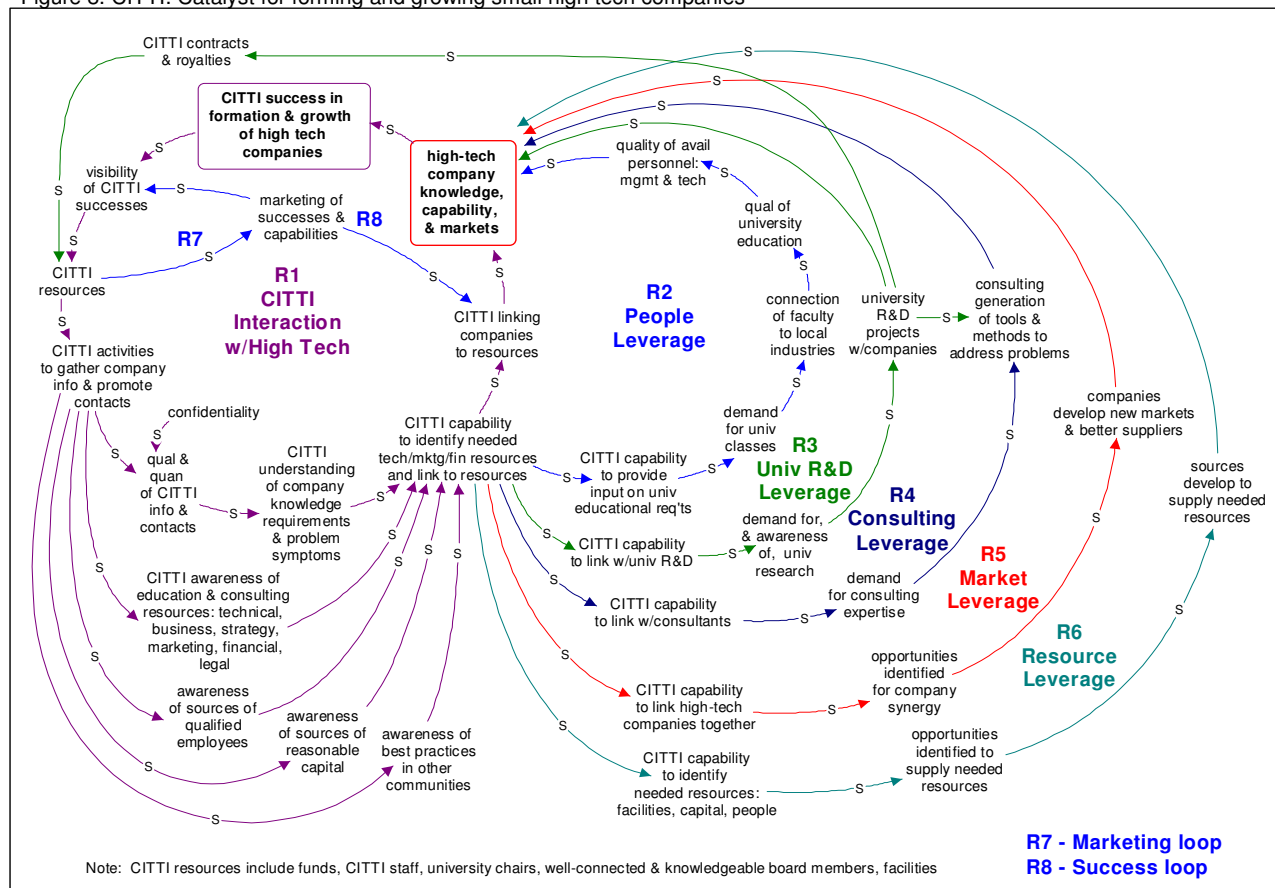 Figure 8. CITTI: Catalyst for forming and growing small high tech companies
CITTI contracts
& royalties
S
CITTI success in
formation & growth
of high tech
companies
S
S
visibility
of CITTI
successes
S
S
S
marketing of
successes &
capabilities
R7
R8
S
S
CITTI
resources
S
high-tech
company
knowledge,
capability,
& markets
S
S
S
S
S
quality of avail
personnel:
mgmt & tech
S
qual of
university
education
S
connection
of faculty
to local
industries
S
R1
CITTI
Interaction
w/High Tech
R2
People
Leverage
CITTI linking
companies
to resources
S
S
university
R&D
projects
w/companies
S
consulting
generation
of tools &
methods to
address problems
CITTI activities
to gather company
info & promote
contacts
S
confidentiality
S
qual &
quan
of CITTI
info &
contacts
S
CITTI
understanding
of company
knowledge
requirements
& problem
symptoms
S
CITTI capability
to identify needed
tech/mktg/fin resources
and link to resources
S
CITTI capability
to provide
input on univ
educational req'ts
S
demand
for univ
classes
R3
Univ R&D
Leverage
S
S
companies
develop new markets
& better suppliers
sources
develop to
supply needed
resources
S
CITTI capability
to link w/univ R&D
S
demand for,
& awareness
of, univ
research
R4
Consulting
Leverage
S
S
R5
Market
Leverage
S
CITTI awareness of
education & consulting
resources: technical,
business, strategy,
marketing, financial,
legal
S
S
S
S
CITTI capability
to link w/consultants
S
demand
for consulting
expertise
S
R6
Resource
Leverage
S
awareness
of sources of
qualified
employees
S
awareness
of sources of
reasonable
capital
S
awareness of
best practices
in other
communities
S
S
CITTI capability
to link high-tech
companies together
S
opportunities
identified
for company
synergy
S
CITTI capability
to identify
needed resources:
facilities, capital, people
S
opportunities
identified to
supply needed
resources
Note: CITTI resources include funds, CITTI staff, university chairs, well-connected & knowledgeable board members, facilities
R7 - Marketing loop
R8 - Success loop